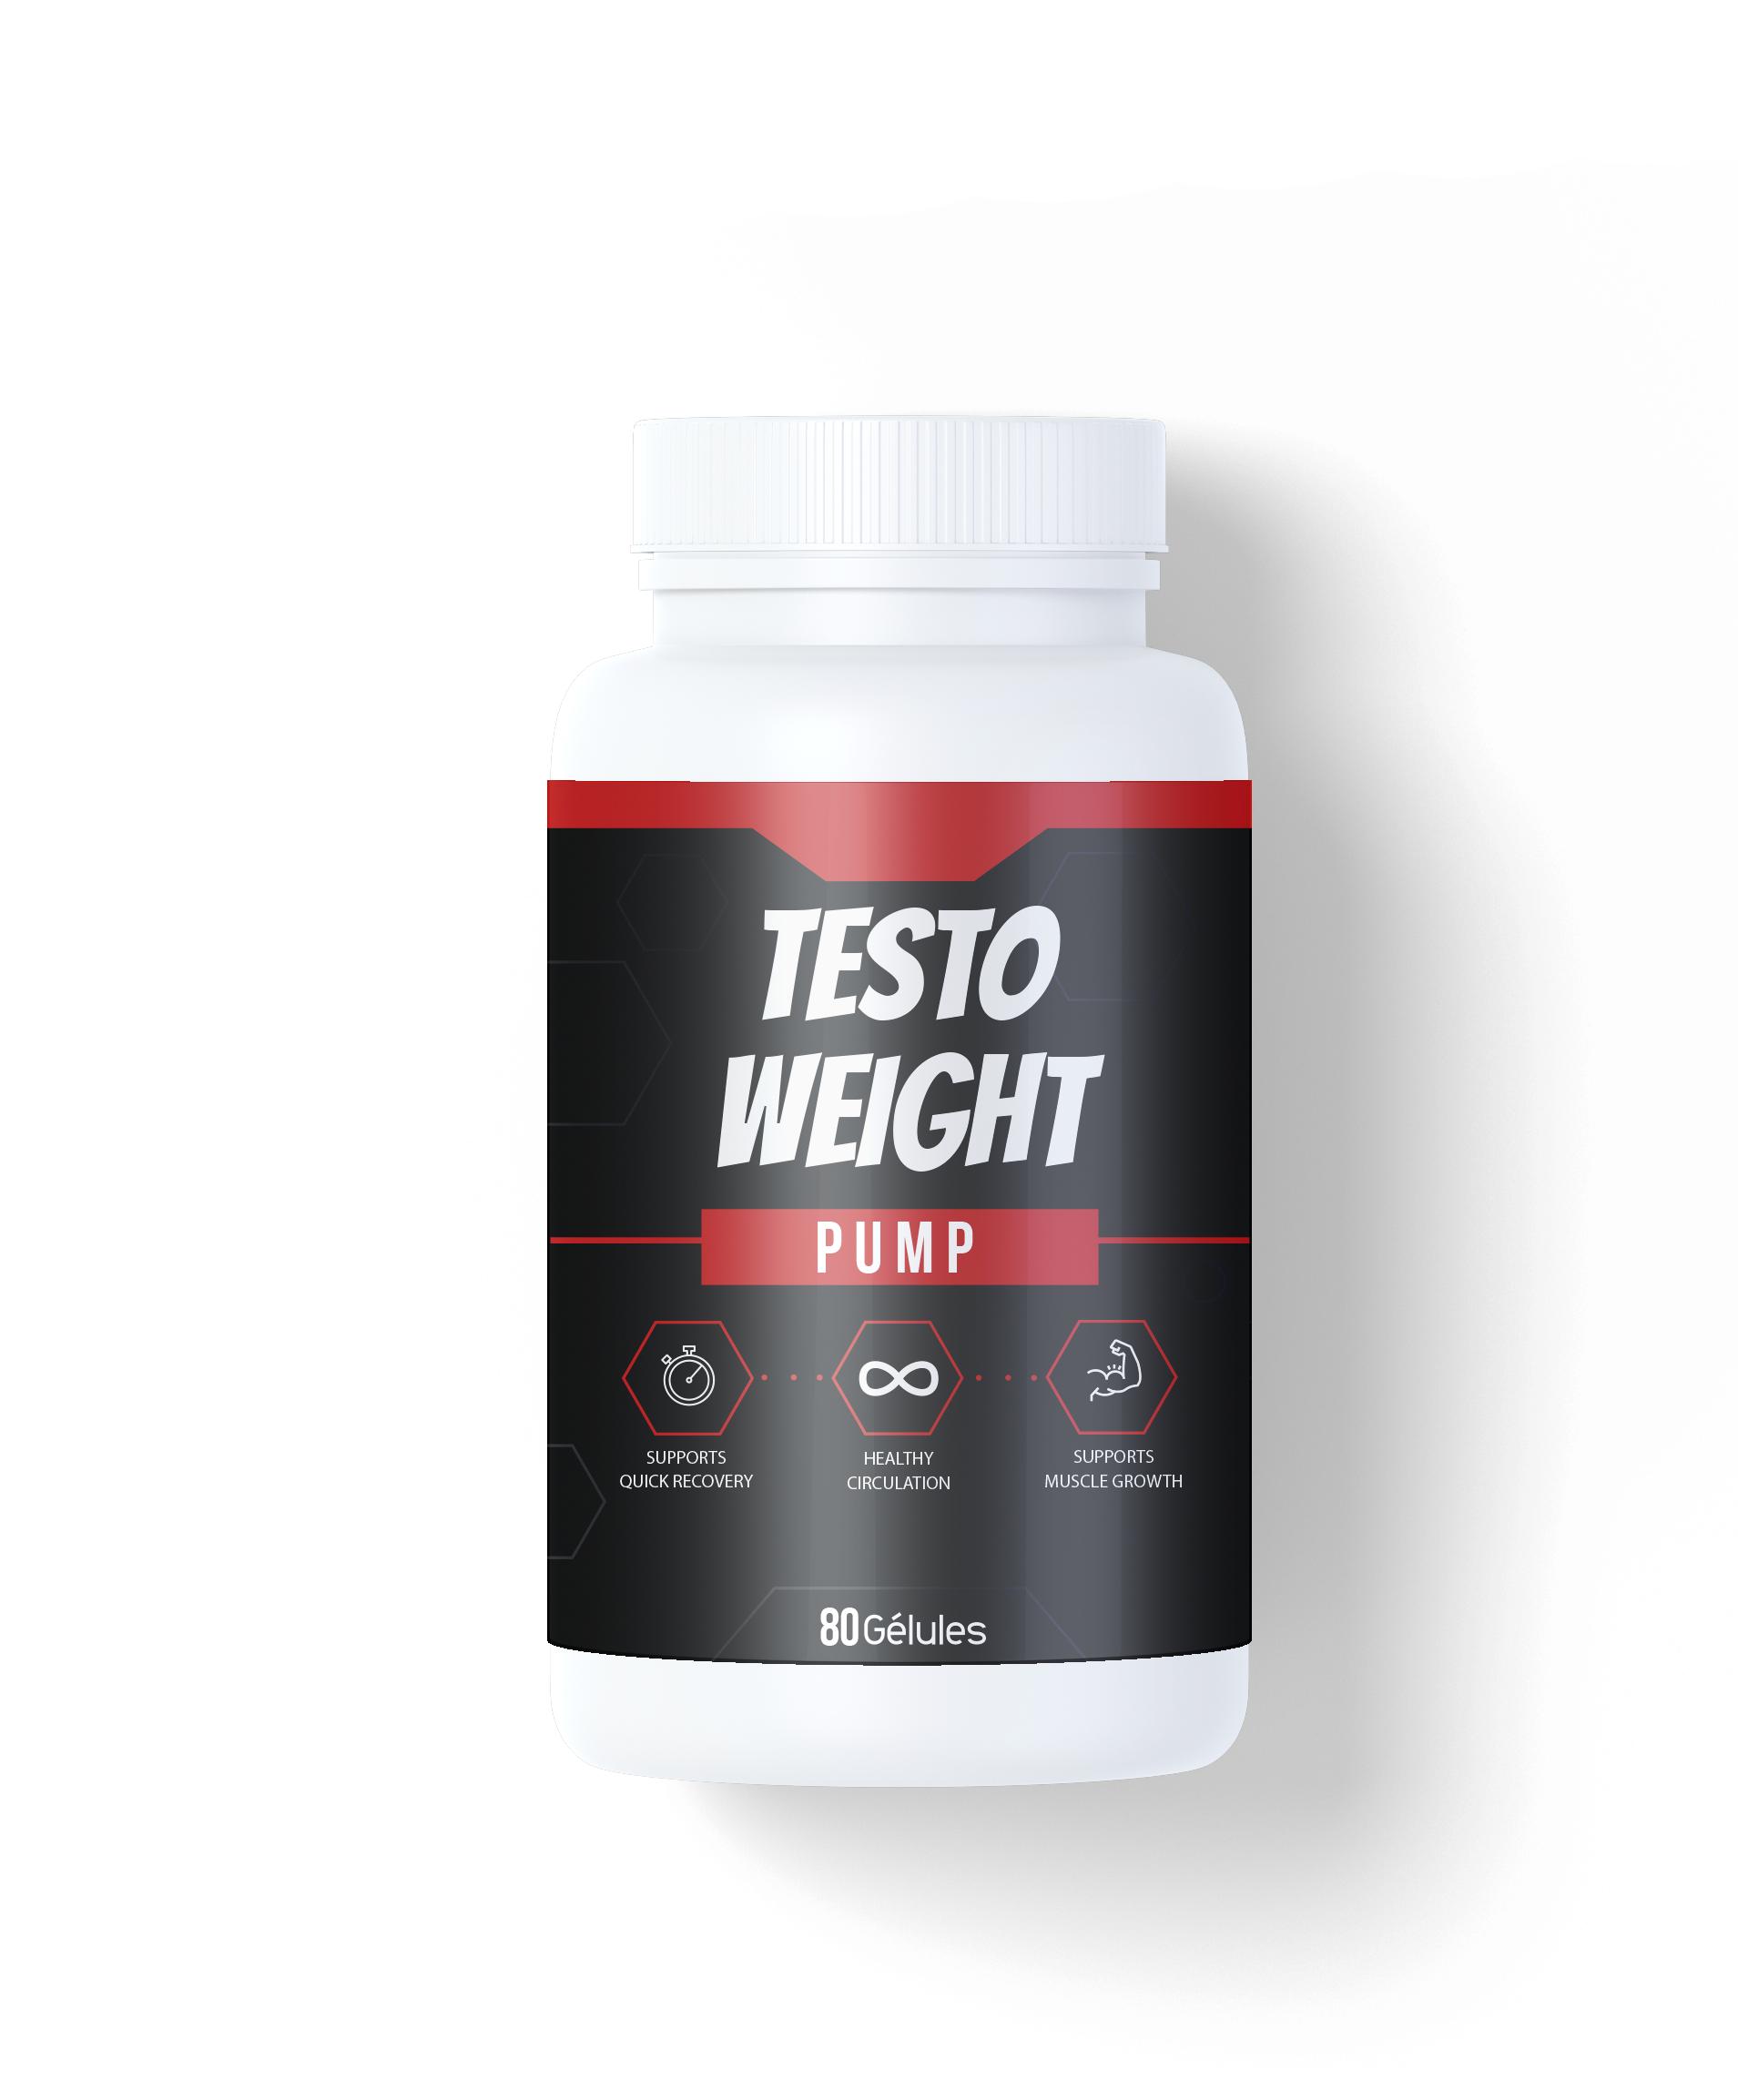 TESTO
WEIGHT
PUMP
SUPPORTS
QUICK RECOVERY
HEALTHY
CIRCULATION
SUPPORTS
MUSCLE GROWTH
80 Gélules